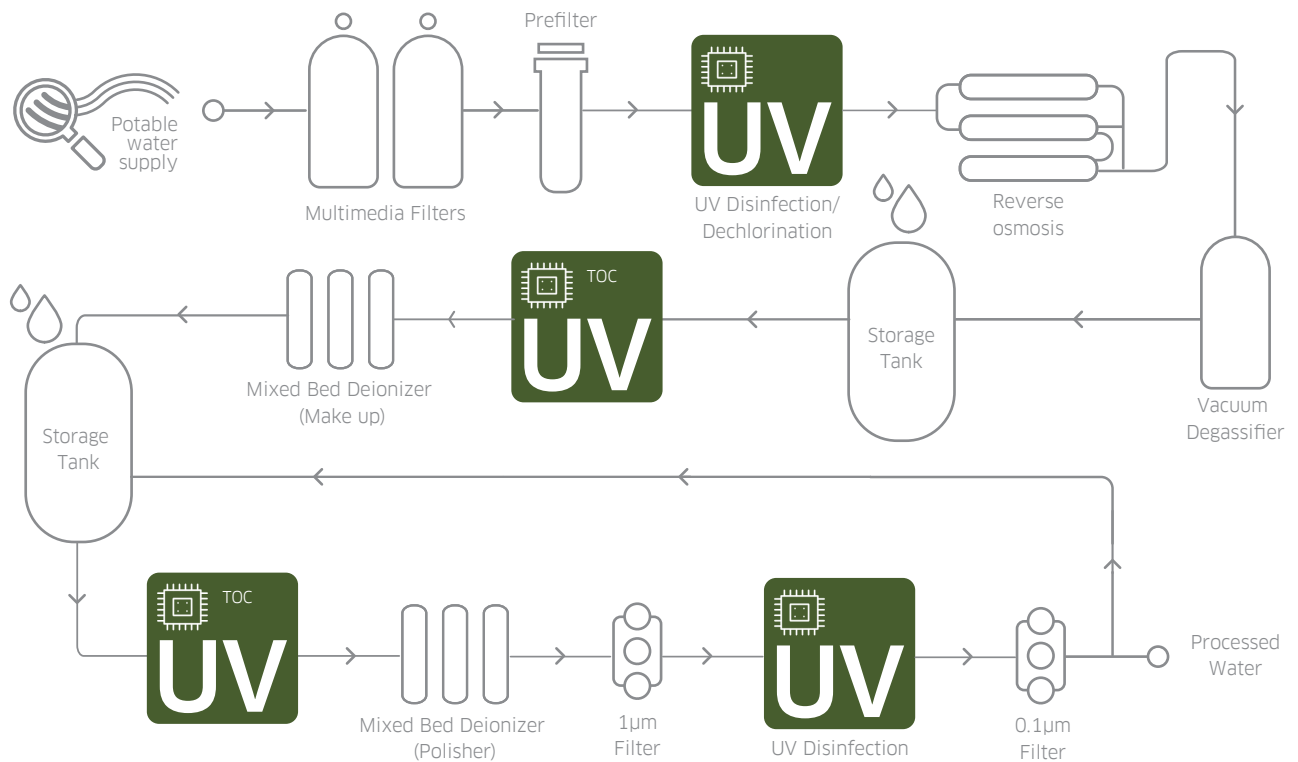 Prefilter
Potable
water
supply
Multimedia Filters
UV
UV Disinfection/
Dechlorination
Reverse
osmosis
TOC
UV
Storage
Tank
Mixed Bed Deionizer
(Make up)
Vacuum
Degassifier
Storage
Tank
TOC
UV
Mixed Bed Deionizer
(Polisher)
1µm
Filter
UV
UV Disinfection
0.1µm
Filter
Processed
Water